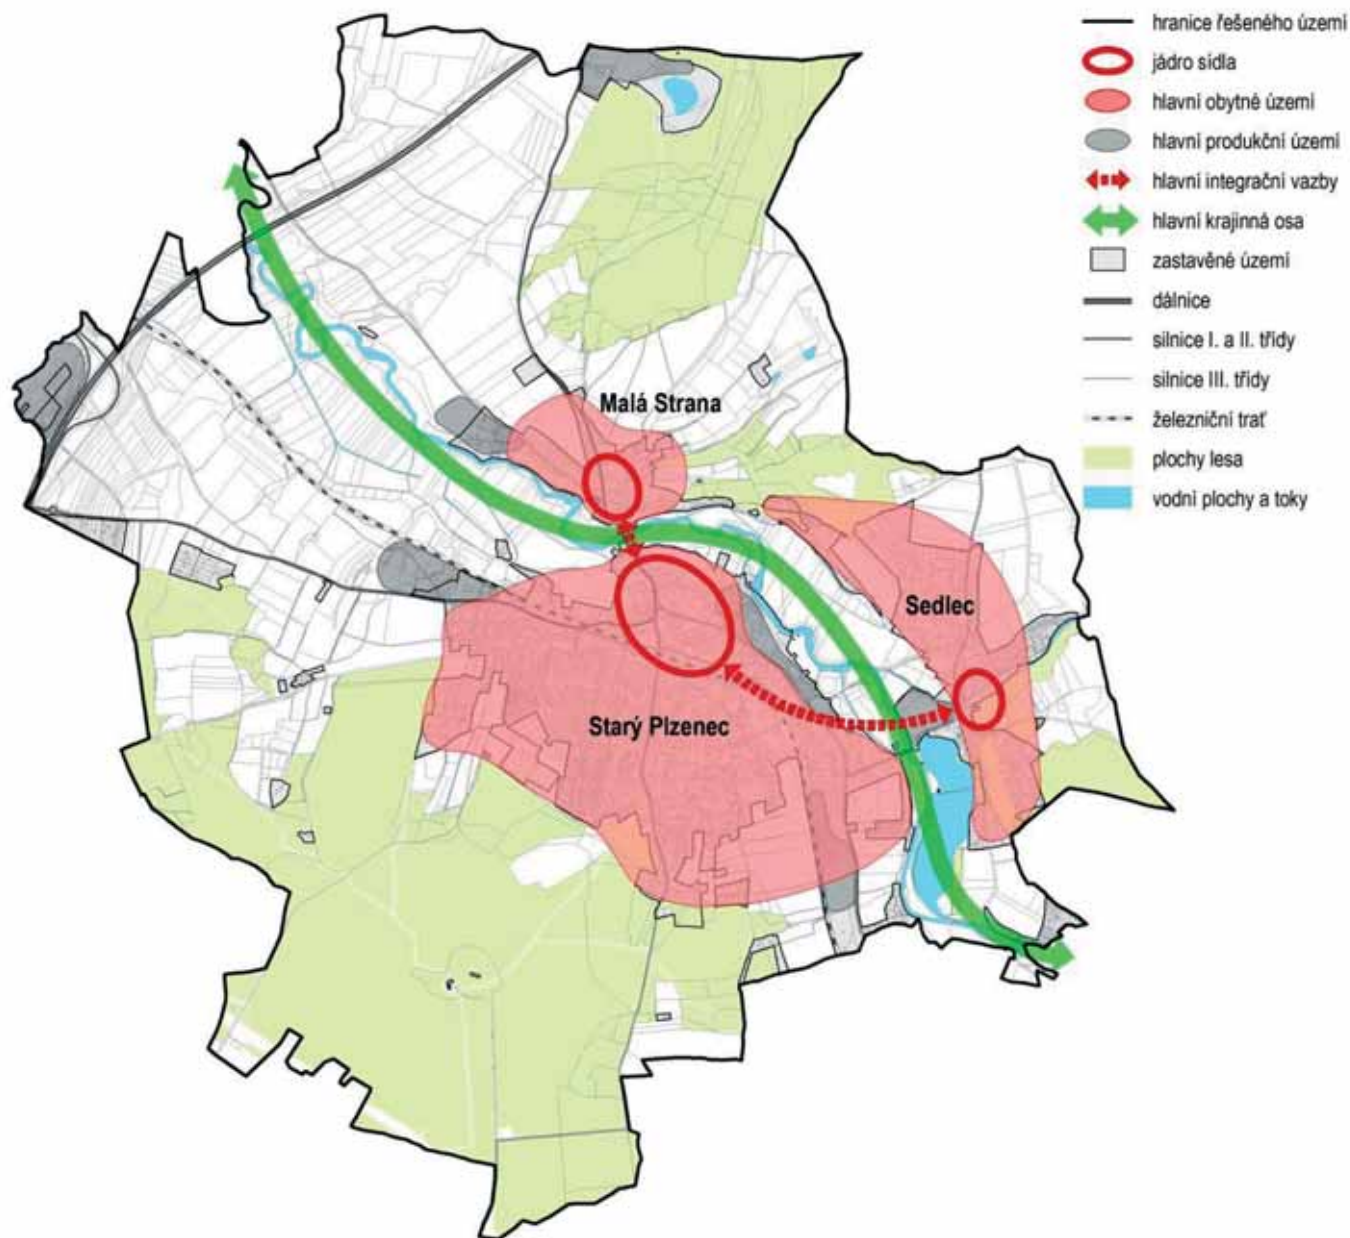 hranice řešeného území
jádro sídla
hlavní obytné území
hlavní produkční území
hlavní integrační vazby
hlavní krajinná osa
zastavěné území
dálnice
silnice I. a II. třídy
silnice III. třídy
železniční trať
plochy lesa
vodní plochy a toky
Malá Strana
Sedlec
Starý Plzenec